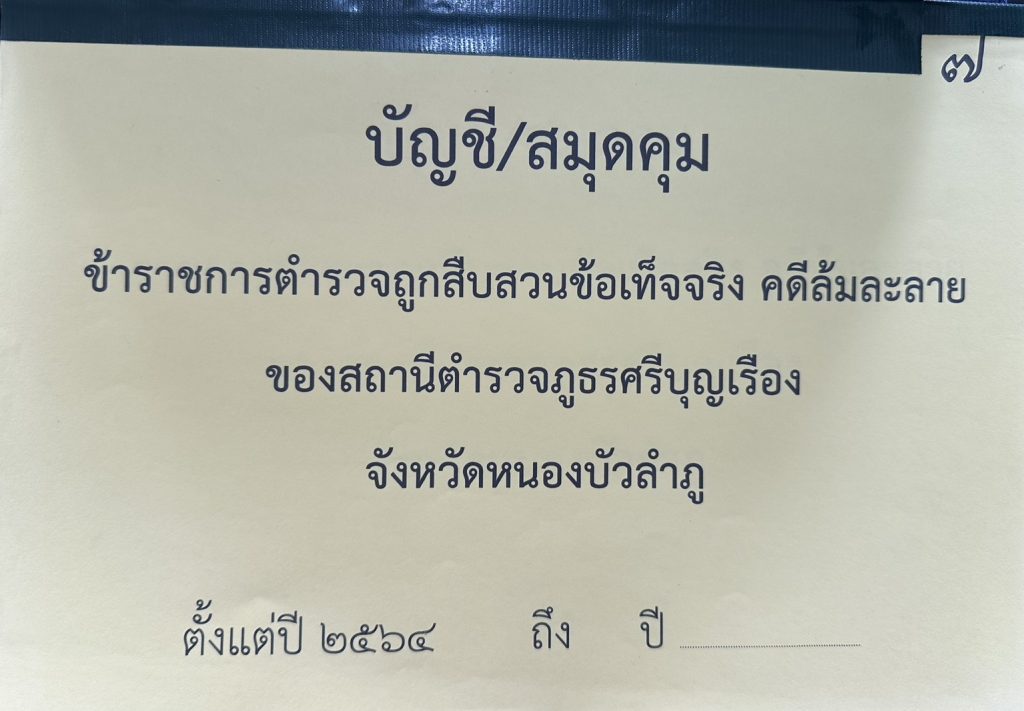 ๗
บัญชี/สมุดคุม
ข้าราชการตำรวจถูกสืบสวนข้อเท็จจริง คดีล้มละลาย
ของสถานีตำรวจภูธรศรีบุญเรือง
จังหวัดหนองบัวลำภู
ตั้งแต่ปี ๒๕๖๔ ถึง ปี ....................